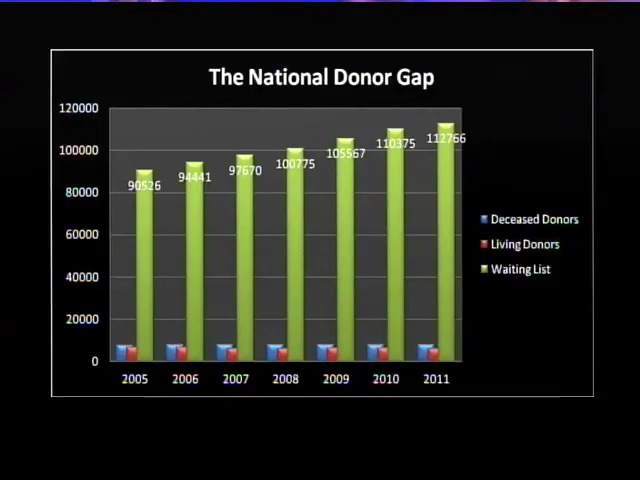 The National Donor Gap
120000
100000
80000
60000
40000
20000
0
90526
94441
97670
100775
105567
110375
112766
2005 2006 2007 2008 2009 2010 2011
Deceased Donors
Living Donors
Waiting List